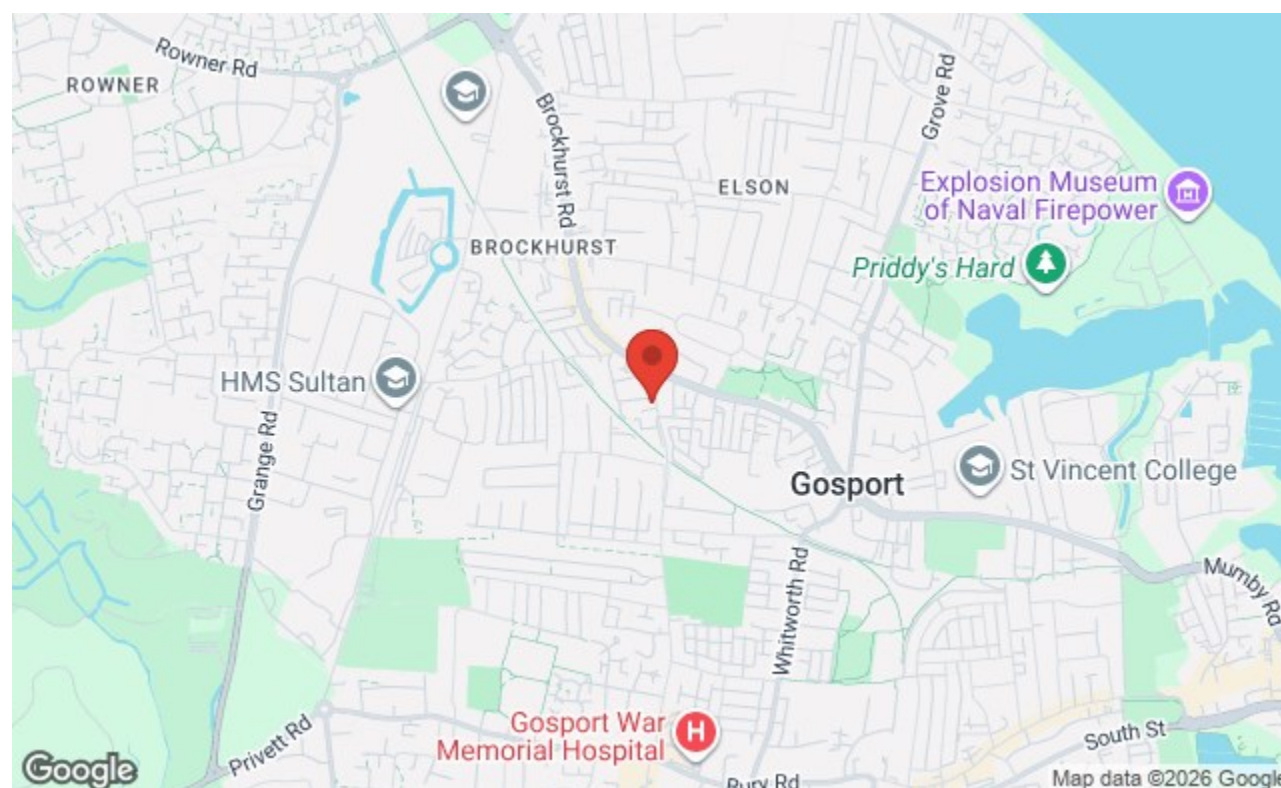 Rowner Rd
ROWNER
Brockhurst Rd
Grove Rd
ELSON
Explosion Museum
of Naval Firepower
BROCKHURST
Priddy's Hard
HMS Sultan
Grange Rd
Gosport
St Vincent College
Whitworth Rd
Mumby Rd
Gosport War
Memorial Hospital
Privett Rd
South St
Bury Rd
Google
Map data ©2026 Google